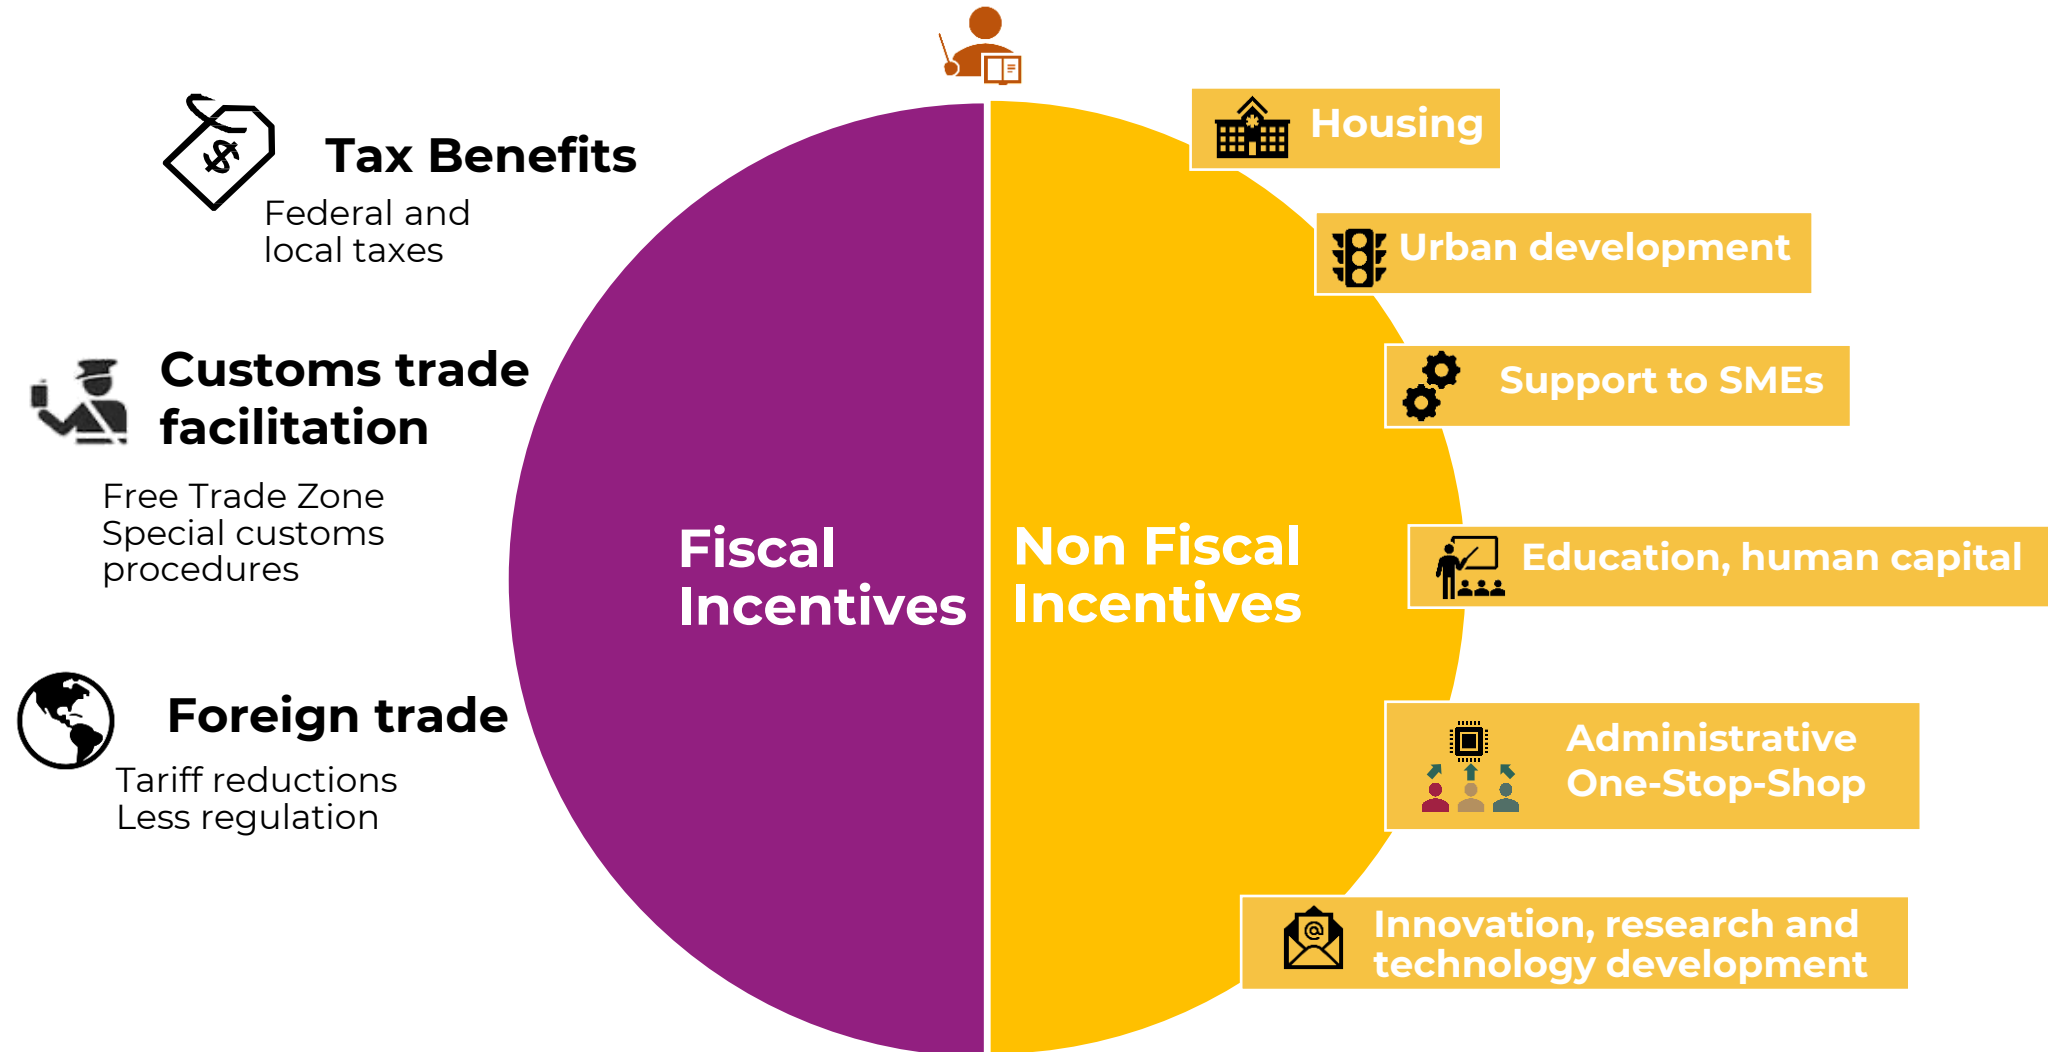 Tax Benefits
Federal and
local taxes
Customs trade
facilitation
Free Trade Zone
Special customs
procedures
Foreign trade
Tariff reductions
Less regulation
Fiscal
Incentives
Non Fiscal
Incentives
Housing
Urban development
Support to SMEs
Education, human capital
Administrative
One-Stop-Shop
Innovation, research and
technology development